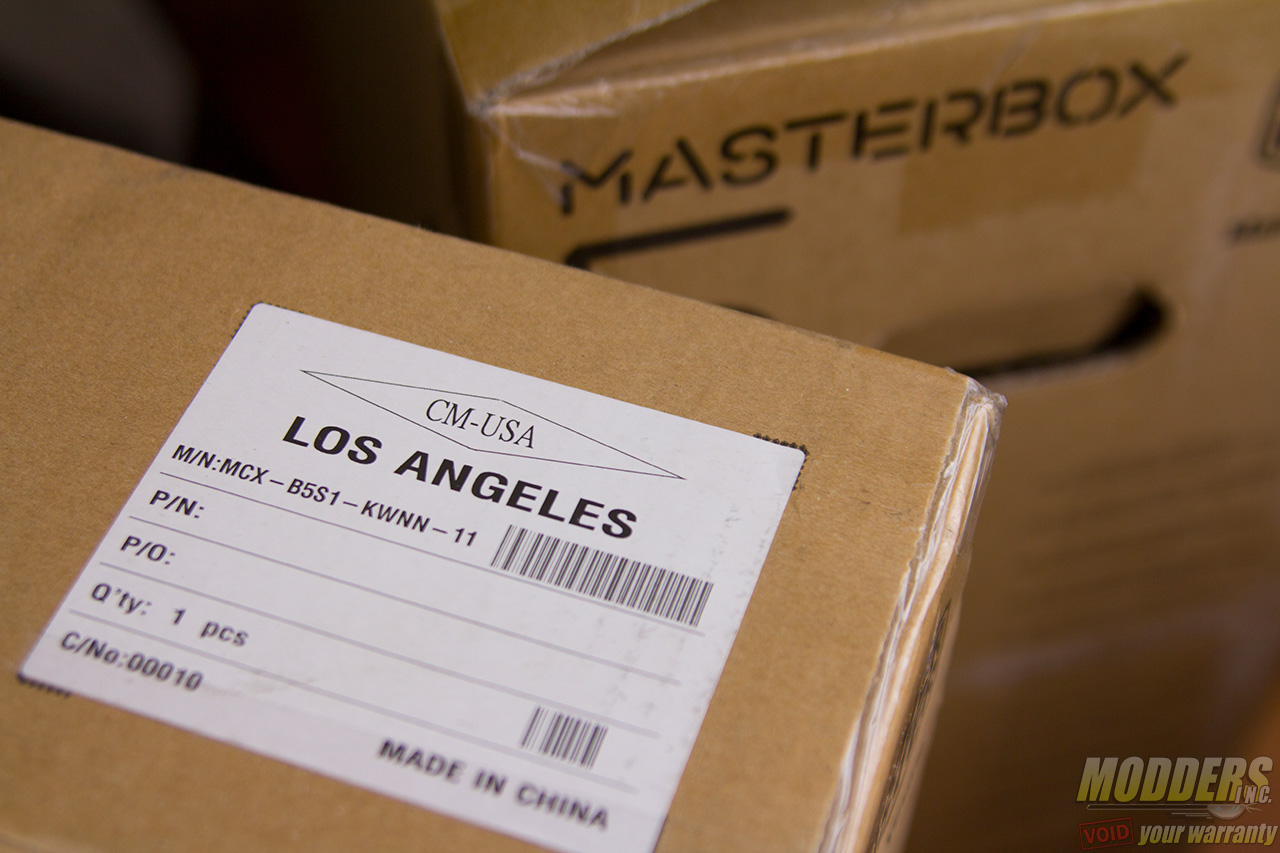 MASTERBOX
CM-USA
LOS ANGELES
M/N:MCX-B5S1-KWNN-11
P/N:
P/O:
Q'ty: 1 pcs
C/No:00010
MADE IN CHINA
MODDERS
INC.
VOID your warranty